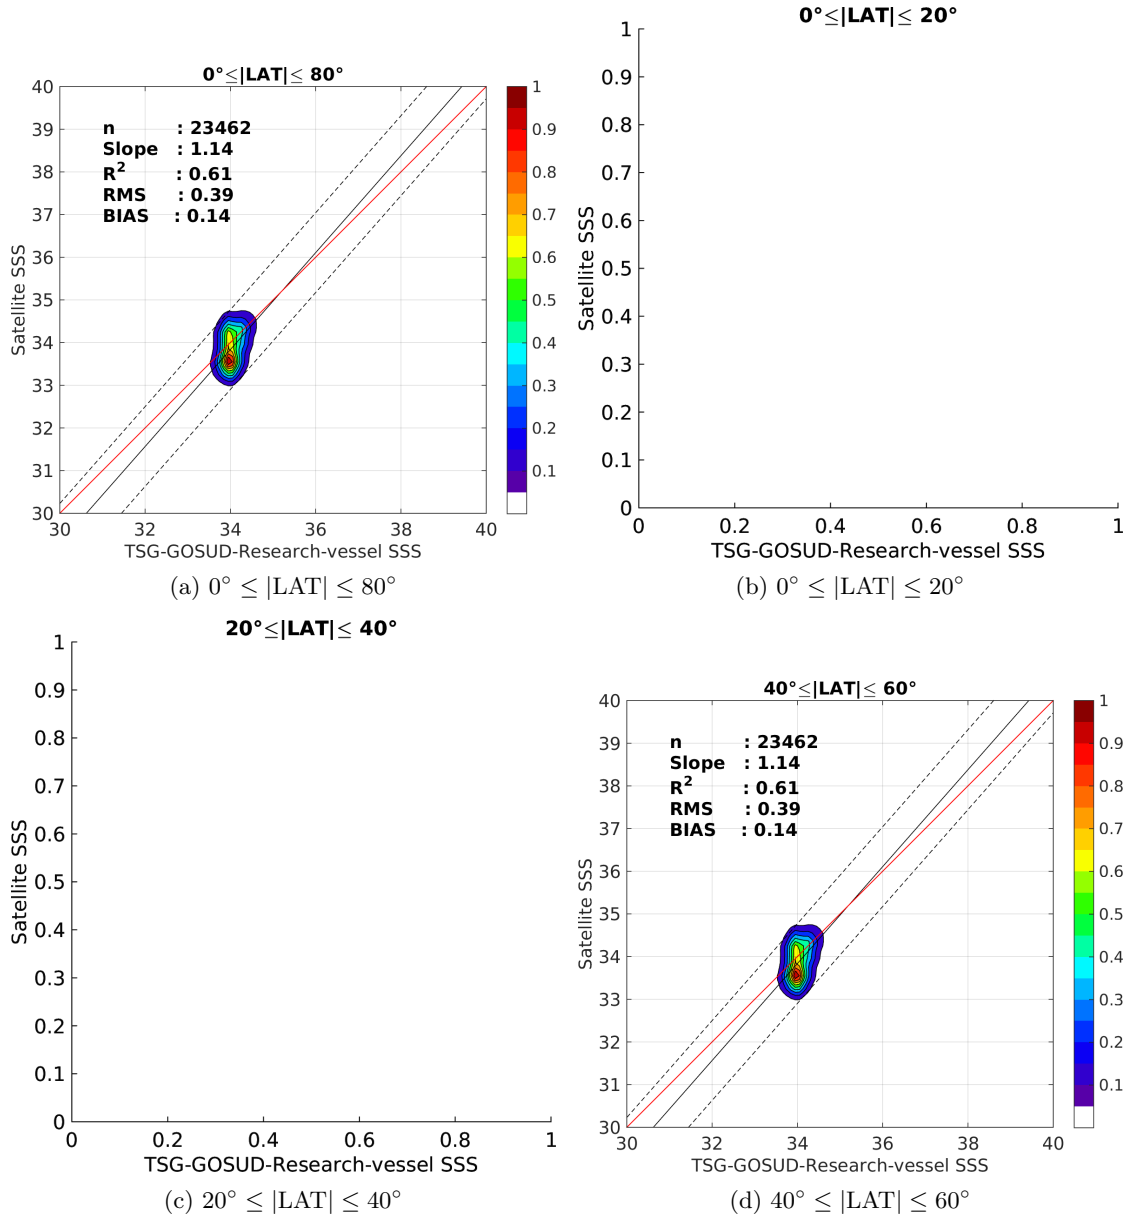 0°≤|LAT|≤ 80°
40
39
38
37
36
35
34
33
32
31
30
Satellite SSS
n : 23462
Slope : 1.14
R² : 0.61
RMS : 0.39
BIAS : 0.14
30 32 34 36 38 40
TSG-GOSUD-Research-vessel SSS
1
0.9
0.8
0.7
0.6
0.5
0.4
0.3
0.2
0.1
(a) 0° ≤ |LAT| ≤ 80°
0°≤|LAT|≤ 20°
1
0.9
0.8
0.7
0.6
0.5
0.4
0.3
0.2
0.1
0
Satellite SSS
0 0.2 0.4 0.6 0.8 1
TSG-GOSUD-Research-vessel SSS
(b) 0° ≤ |LAT| ≤ 20°
20°≤|LAT|≤ 40°
1
0.9
0.8
0.7
0.6
0.5
0.4
0.3
0.2
0.1
0
Satellite SSS
0 0.2 0.4 0.6 0.8 1
TSG-GOSUD-Research-vessel SSS
(c) 20° ≤ |LAT| ≤ 40°
40°≤|LAT|≤ 60°
40
39
38
37
36
35
34
33
32
31
30
Satellite SSS
n : 23462
Slope : 1.14
R² : 0.61
RMS : 0.39
BIAS : 0.14
30 32 34 36 38 40
TSG-GOSUD-Research-vessel SSS
1
0.9
0.8
0.7
0.6
0.5
0.4
0.3
0.2
0.1
(d) 40° ≤ |LAT| ≤ 60°